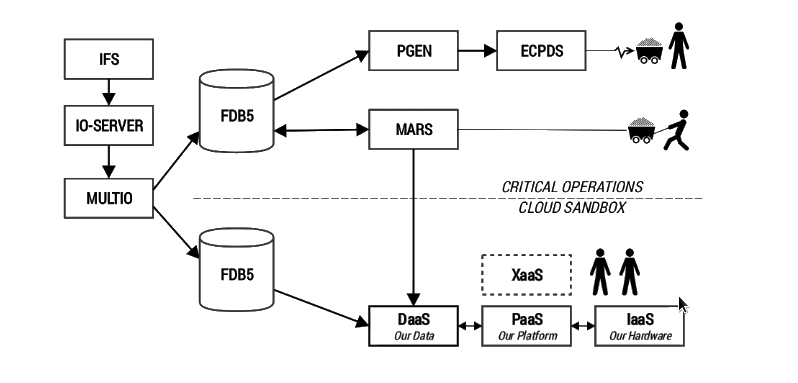 IFS
IO-SERVER
MULTIO
FDB5
PGEN
ECPDS
MARS
CRITICAL OPERATIONS
CLOUD SANDBOX
FDB5
XaaS
DaaS
Our Data
PaaS
Our Platform
IaaS
Our Hardware